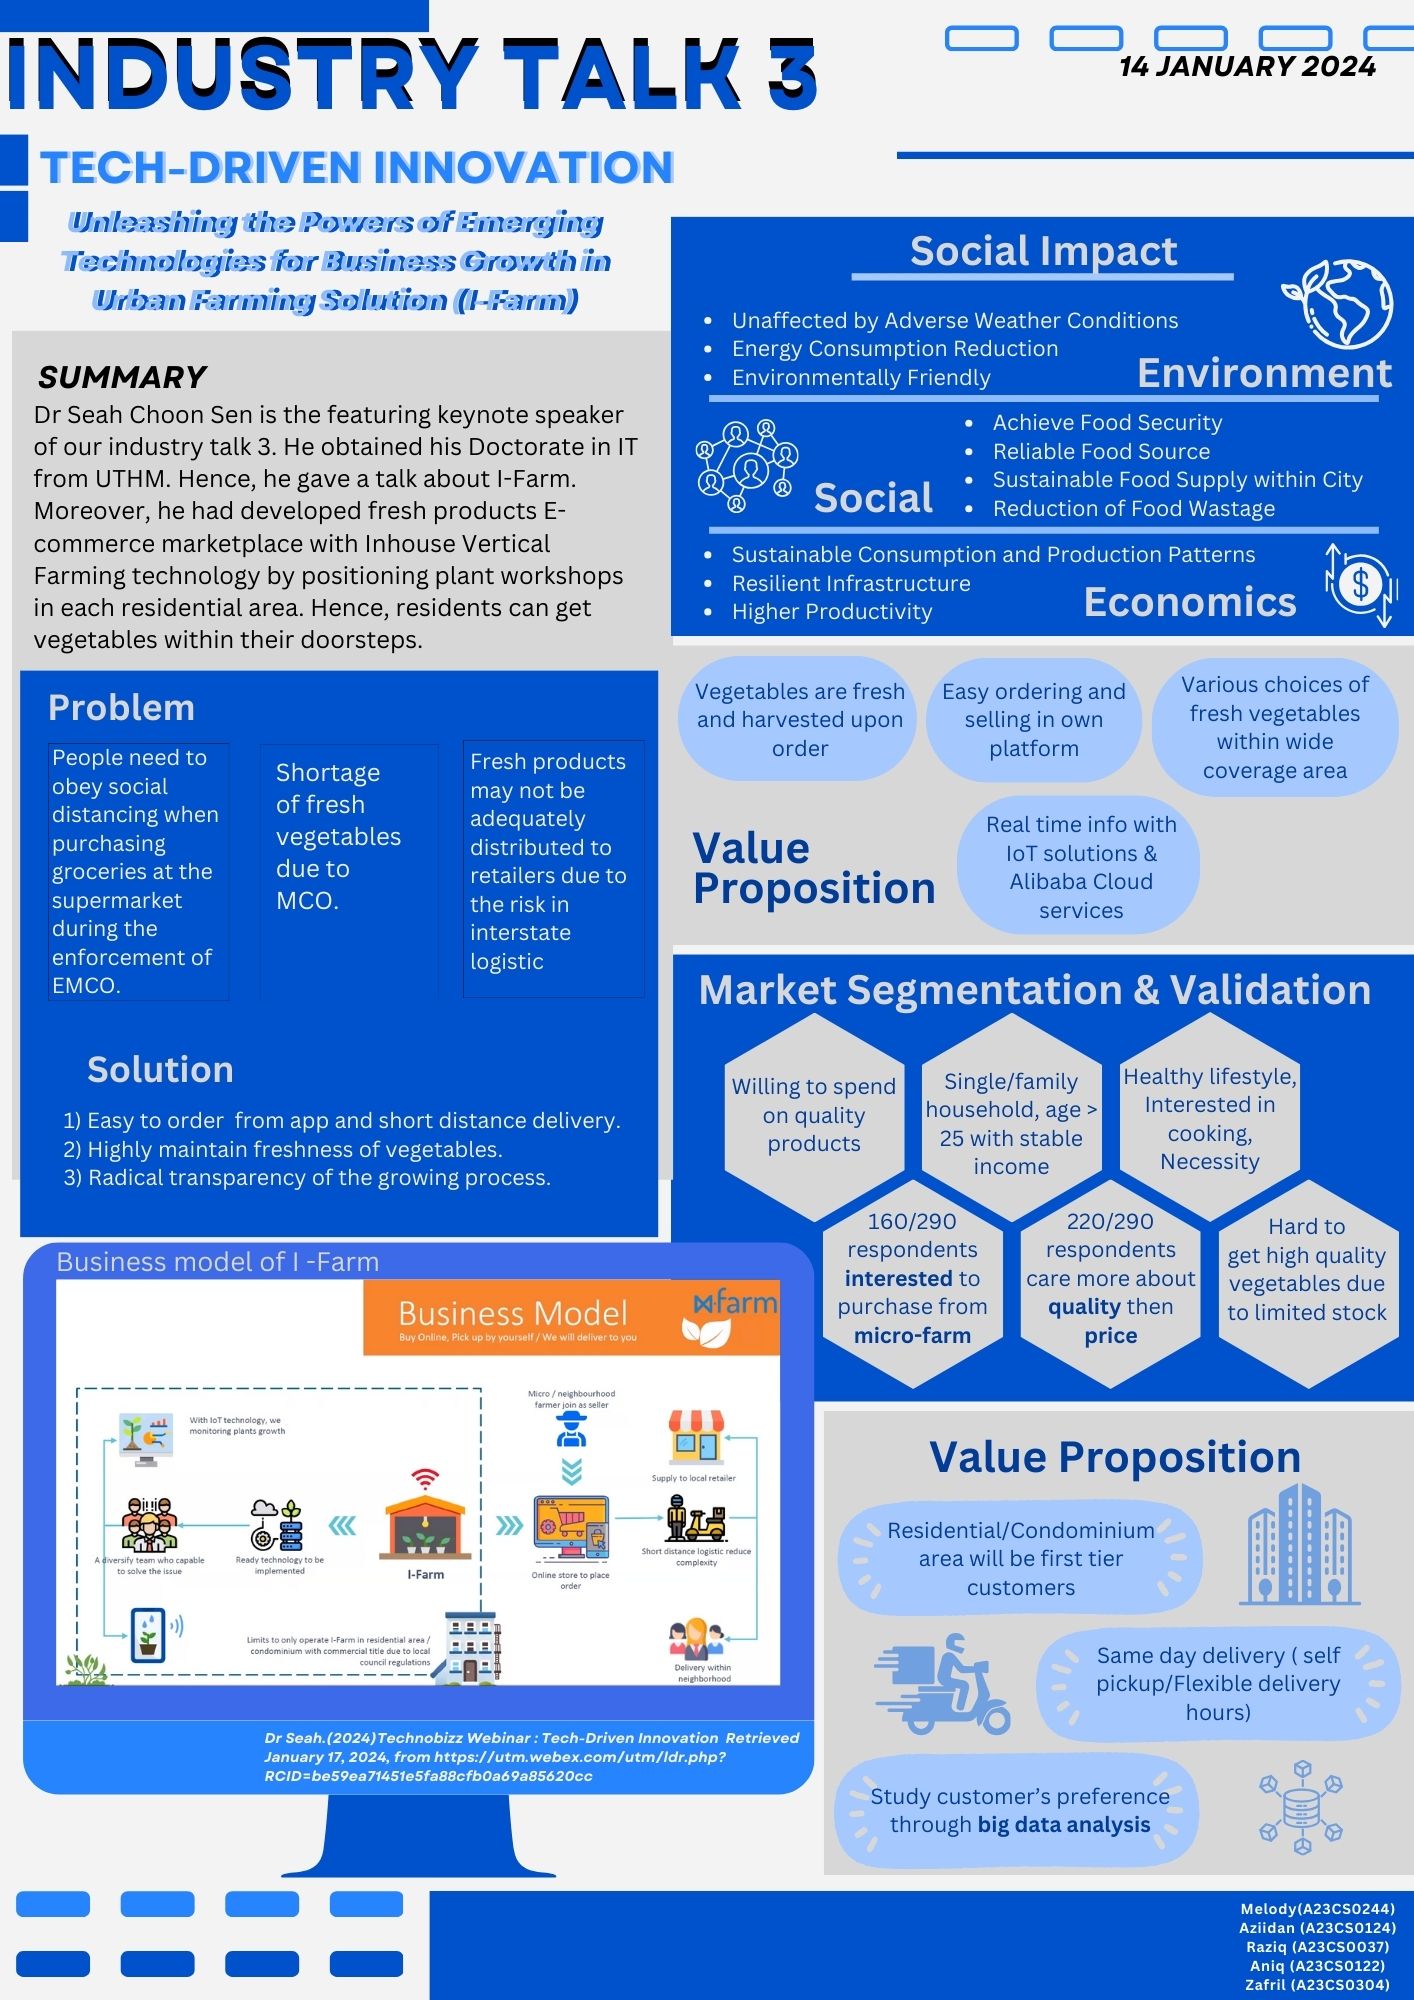 INDUSTRY TALK 3
14 JANUARY 2024
TECH-DRIVEN INNOVATION
Unleashing the Powers of Emerging
Technologies for Business Growth in
Urban Farming Solution (I-Farm)
SUMMARY
Dr Seah Choon Sen is the featuring keynote speaker
of our industry talk 3. He obtained his Doctorate in IT
from UTHM. Hence, he gave a talk about I-Farm.
Moreover, he had developed fresh products E-
commerce marketplace with Inhouse Vertical
Farming technology by positioning plant workshops
in each residential area. Hence, residents can get
vegetables within their doorsteps.
Social Impact
• Unaffected by Adverse Weather Conditions
• Energy Consumption Reduction
• Environmentally Friendly
Environment
Social
• Achieve Food Security
• Reliable Food Source
• Sustainable Food Supply within City
• Reduction of Food Wastage
• Sustainable Consumption and Production Patterns
• Resilient Infrastructure
• Higher Productivity
Economics
$
Problem
People need to
obey social
distancing when
purchasing
groceries at the
supermarket
during the
enforcement of
EMCO.
Shortage
of fresh
vegetables
due to
MCO.
Fresh products
may not be
adequately
distributed to
retailers due to
the risk in
interstate
logistic
Solution
1) Easy to order  from app and short distance delivery.
2) Highly maintain freshness of vegetables.
3) Radical transparency of the growing process.
Vegetables are fresh
and harvested upon
order
Easy ordering and
selling in own
platform
Various choices of
fresh vegetables
within wide
coverage area
Value
Proposition
Real time info with
IoT solutions &
Alibaba Cloud
services
Market Segmentation & Validation
Willing to spend
on quality
products
Single/family
household, age >
25 with stable
income
Healthy lifestyle,
Interested in
cooking,
Necessity
160/290
respondents
interested to
purchase from
micro-farm
220/290
respondents
care more about
quality then
price
Hard to
get high quality
vegetables due
to limited stock
Business model of I -Farm
Business Model
Buy Online, Pick up by yourself / We will deliver to you
farm
With IoT technology, we
monitoring plants growth
Micro / neighbourhood
farmer join as seller
Supply to local retailer
A diversify team who capable
to solve the issue
Ready technology to be
implemented
I-Farm
Online store to place
order
Short distance logistic reduce
complexity
Limits to only operate I-Farm in residential area /
condominium with commercial title due to local
council regulations
Delivery within
neighborhood
Dr Seah.(2024)Technobizz Webinar : Tech-Driven Innovation  Retrieved
January 17, 2024, from https://utm.webex.com/utm/ldr.php?
RCID=be59ea71451e5fa88cfb0a69a85620cc
Value Proposition
Residential/Condominium
area will be first tier
customers
Same day delivery ( self
pickup/Flexible delivery
hours)
Study customer's preference
through big data analysis
Melody(A23CS0244)
Aziidan (A23CS0124)
Raziq (A23CS0037)
Aniq (A23CS0122)
Zafril (A23CS0304)